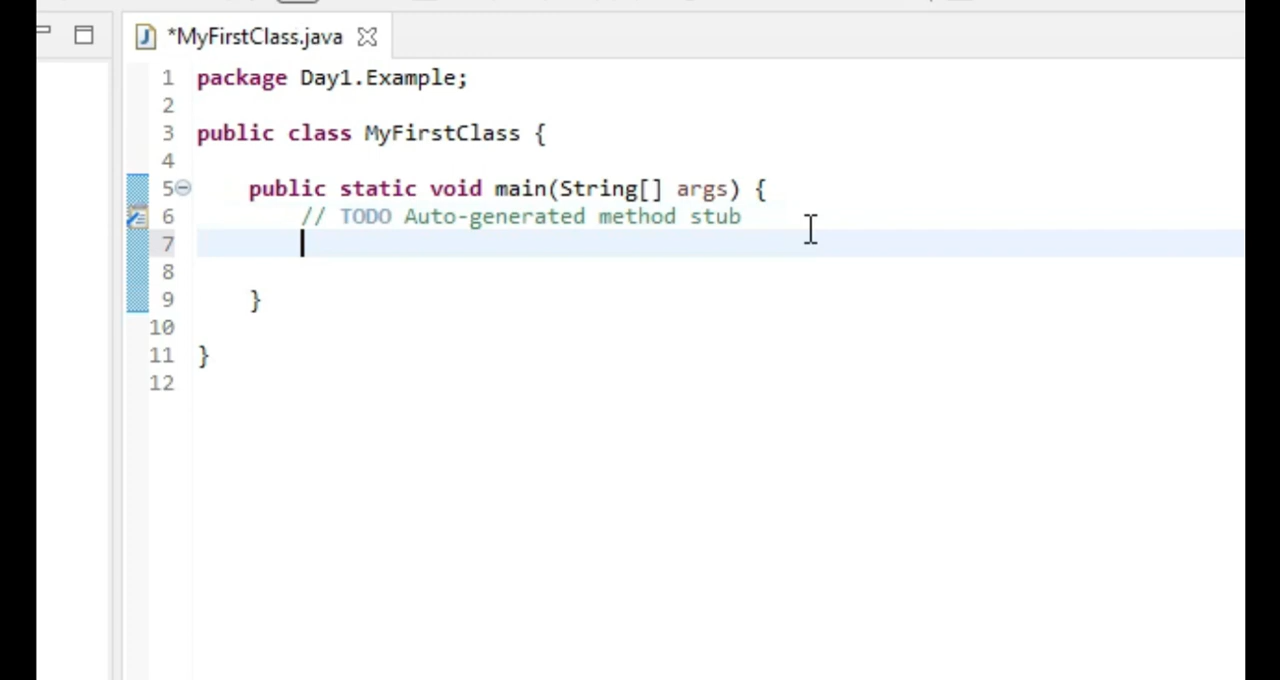 *MyFirstClass.java
1 package Day1.Example;
2
3 public class MyFirstClass {
4
5 public static void main(String[] args) {
6 // TODO Auto-generated method stub
7
8
9 }
10
11 }
12